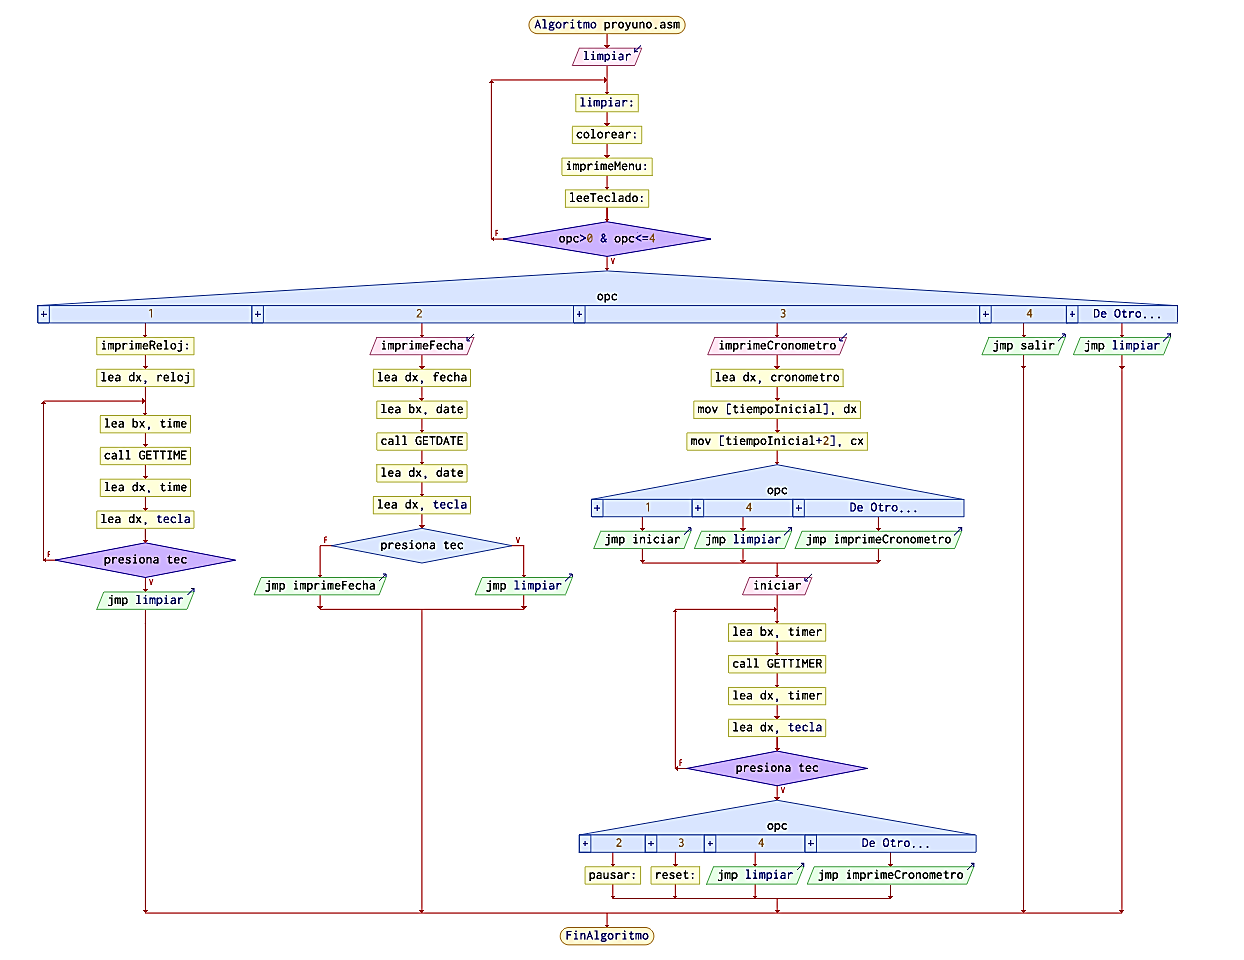 Algoritmo proyuno.asm
limpiar
limpiar:
colorear:
imprimeMenu:
leeTeclado:
opc>0 & opc<=4
F
V
opc
+ 1 + 2 + 3 + 4 + De Otro...
imprimeReloj:
lea dx, reloj
lea bx, time
call GETTIME
lea dx, time
lea dx, tecla
presiona tec
F
V
jmp limpiar
imprimeFecha
lea dx, fecha
lea bx, date
call GETDATE
lea dx, date
lea dx, tecla
presiona tec
F
V
jmp imprimeFecha
jmp limpiar
imprimeCronometro
lea dx, cronometro
mov [tiempoInicial], dx
mov [tiempoInicial+2], cx
opc
+ 1 + 4 + De Otro...
jmp iniciar
jmp limpiar
jmp imprimeCronometro
iniciar
lea bx, timer
call GETTIMER
lea dx, timer
lea dx, tecla
presiona tec
F
V
opc
+ 2 + 3 + 4 + De Otro...
pausar:
reset:
jmp limpiar
jmp imprimeCronometro
jmp salir
jmp limpiar
FinAlgoritmo